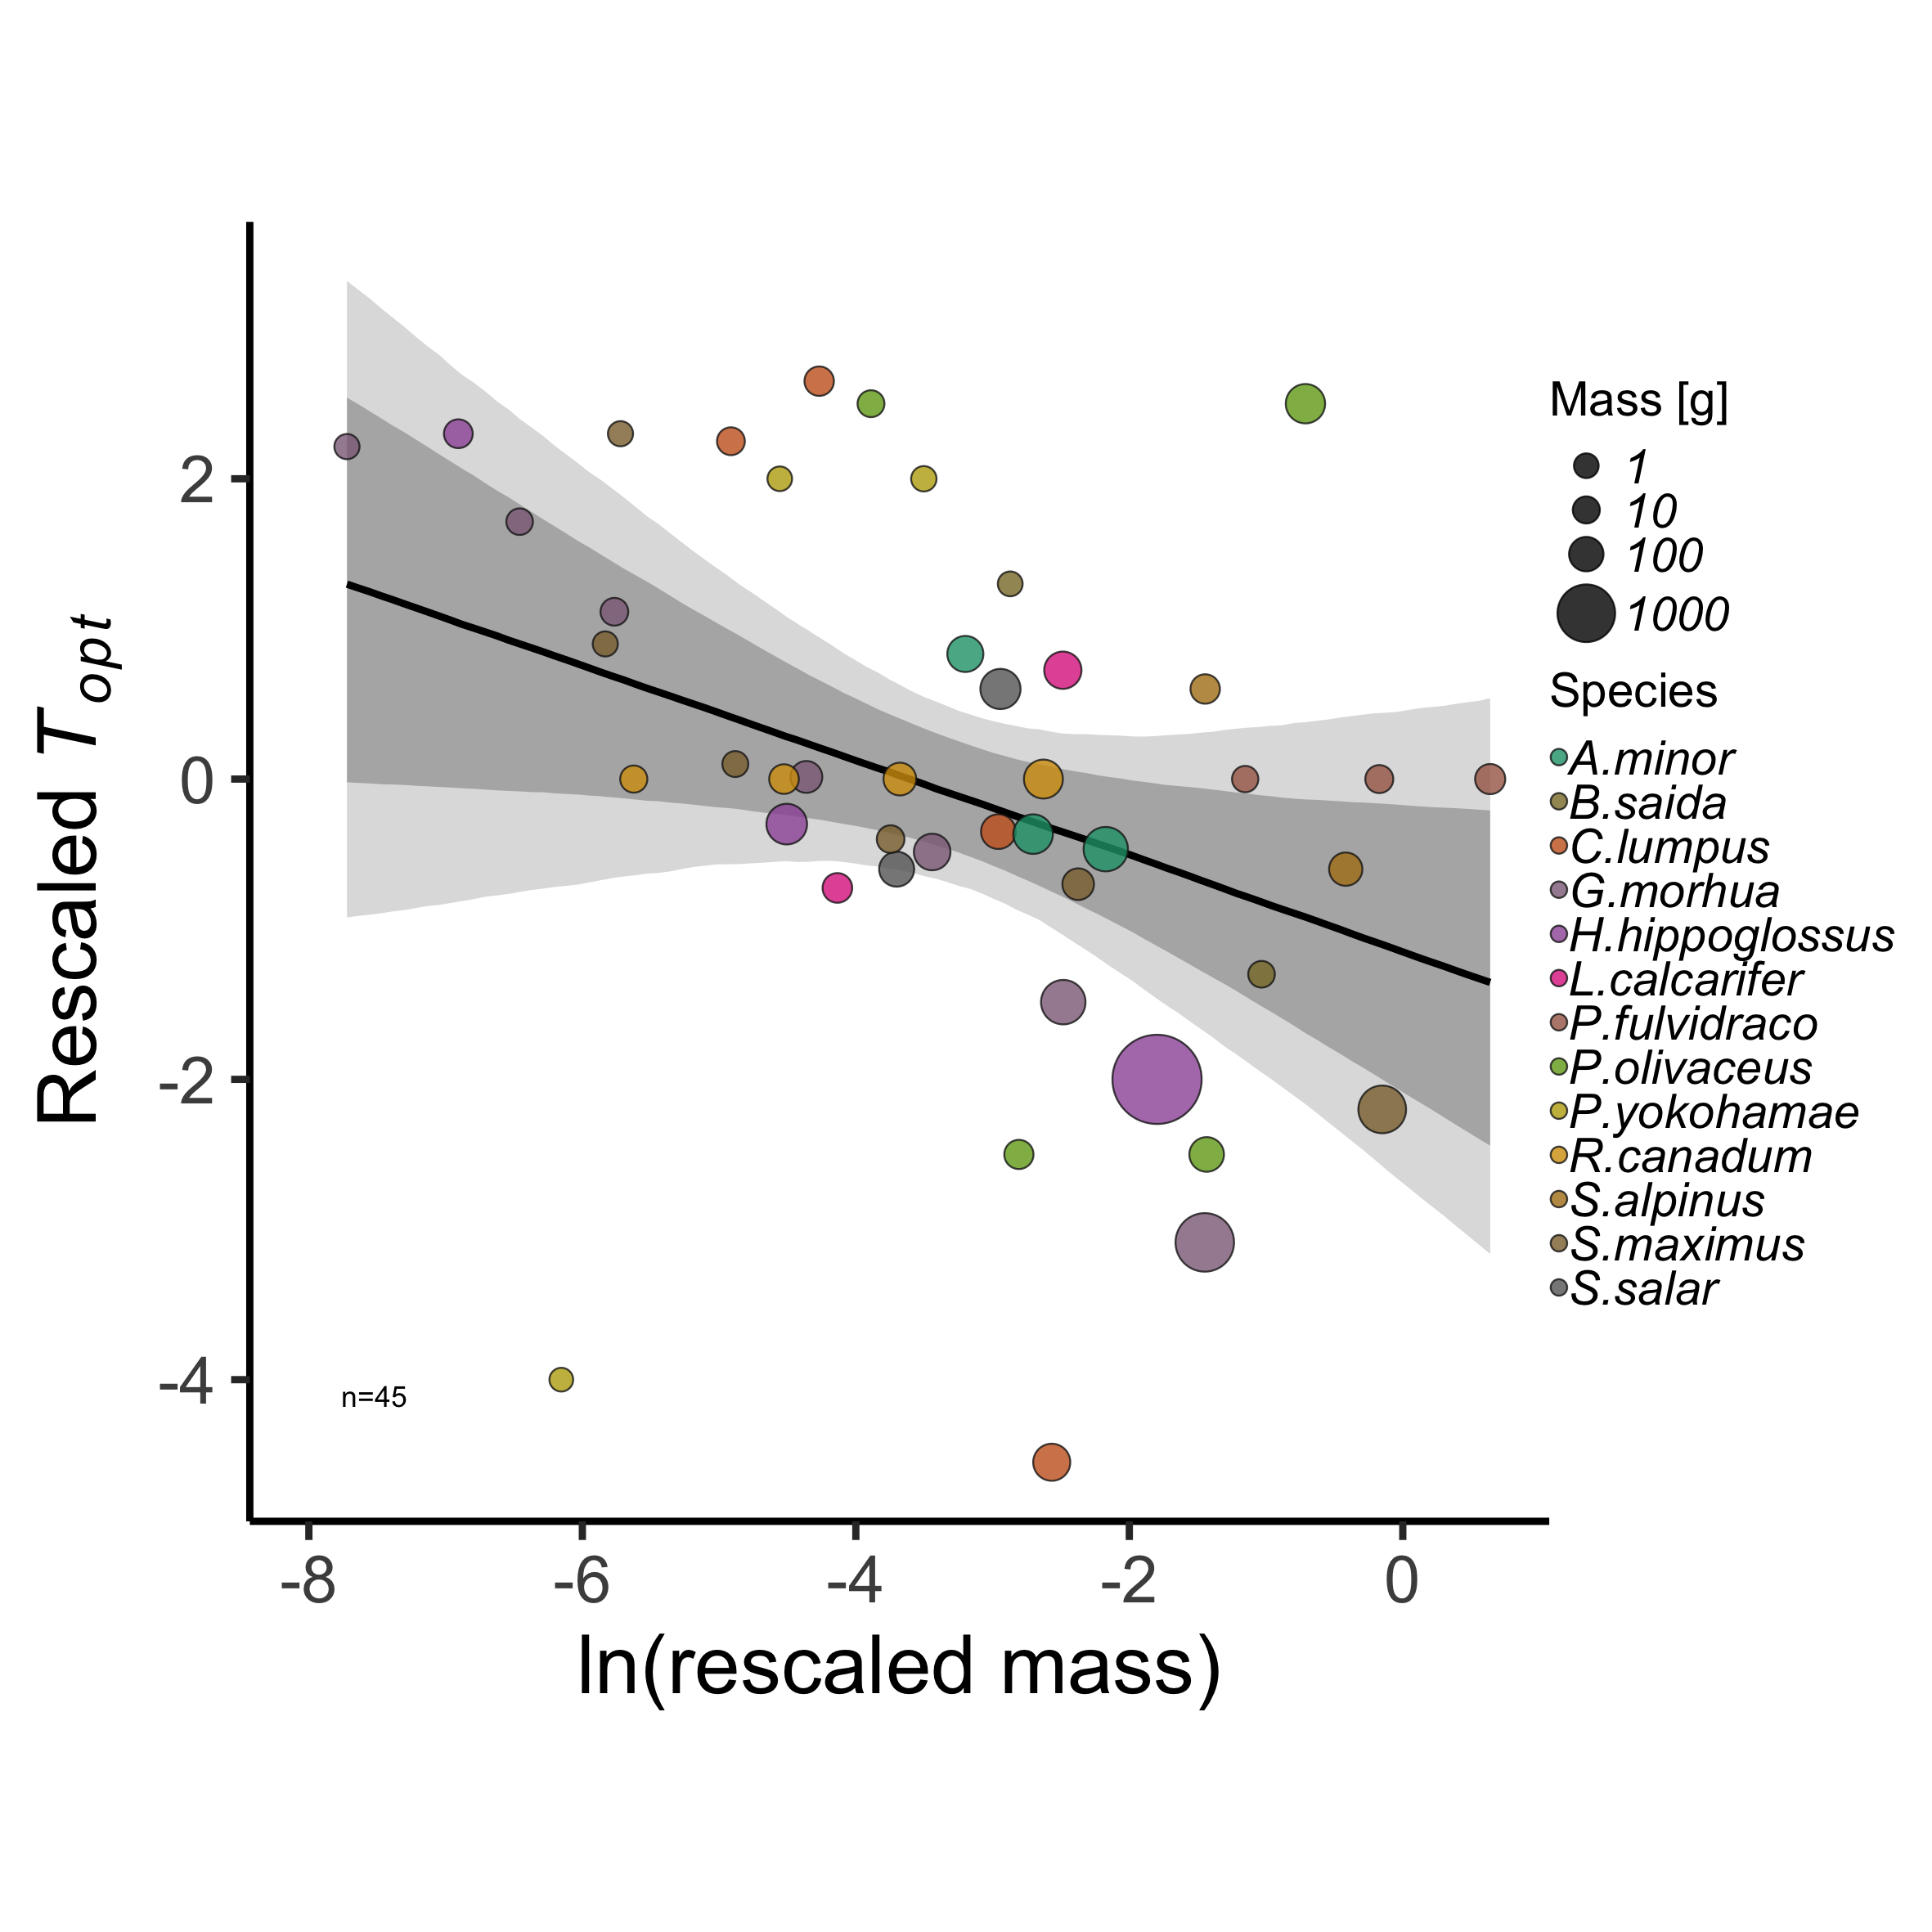 Rescaled T opt
2
0
-2
-4
n=45
-8 -6 -4 -2 0
ln(rescaled mass)
Mass [g]
1
10
100
1000
Species
A.minor
B.saida
C.lumpus
G.morhua
H.hippoglossus
L.calcarifer
P.fulvidraco
P.olivaceus
P.yokohamae
R.canadum
S.alpinus
S.maximus
S.salar